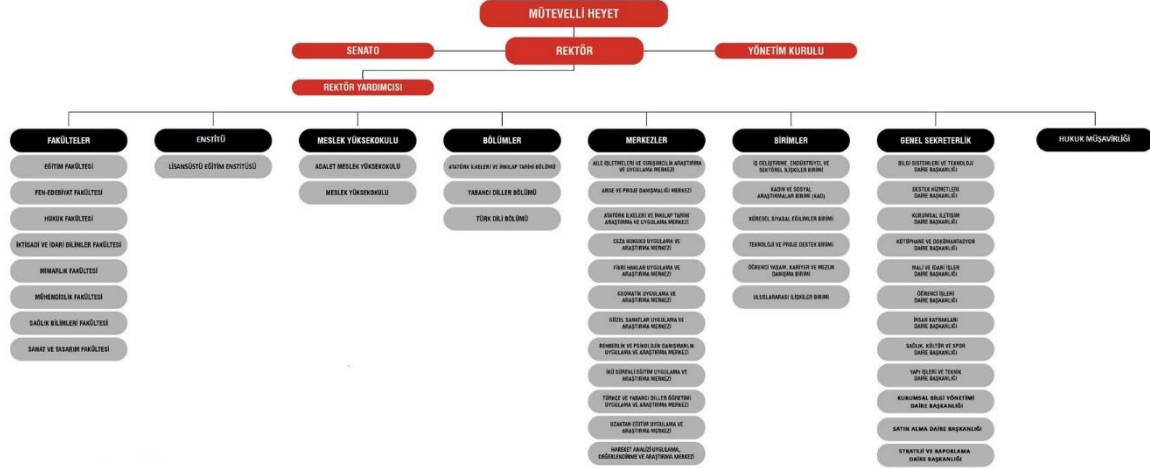 MÜTEVELLİ HEYET
SENATO
REKTÖR
YÖNETİM KURULU
REKTÖR YARDIMCISI
FAKÜLTELER
EĞİTİM FAKÜLTESİ
FEN-EDEBİYAT FAKÜLTESİ
HUKUK FAKÜLTESİ
İKTİSADİ VE İDARİ BİLİMLER FAKÜLTESİ
MİMARLIK FAKÜLTESİ
MÜHENDİSLİK FAKÜLTESİ
SAĞLIK BİLİMLERİ FAKÜLTESİ
SANAT VE TASARIM FAKÜLTESİ
ENSTİTÜ
LİSANSÜSTÜ EĞİTİM ENSTİTÜSÜ
MESLEK YÜKSEKOKULU
ADALET MESLEK YÜKSEKOKULU
MESLEK YÜKSEKOKULU
BÖLÜMLER
ATATÜRK İLKELERİ VE İNKILAP TARİHİ BÖLÜMÜ
YABANCI DİLLER BÖLÜMÜ
TÜRK DİLİ BÖLÜMÜ
MERKEZLER
AİLE İŞLETMELERİ VE GİRİŞİMCİLİK ARAŞTIRMA
VE UYGULAMA MERKEZİ
ARGE VE PROJE DANIŞMALIĞI MERKEZİ
ATATÜRK İLKELERİ VE İNKILAP TARİHİ
ARAŞTIRMA VE UYGULAMA MERKEZİ
CEZA HUKUKU UYGULAMA VE
ARAŞTIRMA MERKEZİ
FİKRİ HAKLAR UYGULAMA VE
ARAŞTIRMA MERKEZİ
GEOMATİK UYGULAMA VE
ARAŞTIRMA MERKEZİ
GÜZEL SANATLAR UYGULAMA VE
ARAŞTIRMA MERKEZİ
REHBERLİK VE PSİKOLOJİK DANIŞMANLIK
UYGULAMA VE ARAŞTIRMA MERKEZİ
İKÜ SÜREKLİ EĞİTİM UYGULAMA VE
ARAŞTIRMA MERKEZİ
TÜRKÇE VE YABANCI DİLLER ÖĞRETİMİ
UYGULAMA VE ARAŞTIRMA MERKEZİ
UZAKTAN EĞİTİM UYGULAMA VE
ARAŞTIRMA MERKEZİ
HAREKET ANALİZİ UYGULAMA,
DEĞERLENDİRME VE ARAŞTIRMA MERKEZİ
BİRİMLER
İŞ GELİŞTİRME, ENDÜSTRİYEL VE
SEKTÖREL İLİŞKİLER BİRİMİ
KADIN VE SOSYAL
ARAŞTIRMALAR BİRİMİ (KAD)
KÜRESEL SİYASAL EĞİLİMLER BİRİMİ
TEKNOLOJİ VE PROJE DESTEK BİRİMİ
ÖĞRENCİ YAŞAM, KARİYER VE MEZUN
DANIŞMA BİRİMİ
ULUSLARARASI İLİŞKİLER BİRİMİ
GENEL SEKRETERLİK
BİLGİ SİSTEMLERİ VE TEKNOLOJİ
DAİRE BAŞKANLIĞI
DESTEK HİZMETLERİ
DAİRE BAŞKANLIĞI
KURUMSAL İLETİŞİM
DAİRE BAŞKANLIĞI
KÜTÜPHANE VE DOKÜMANTASYON
DAİRE BAŞKANLIĞI
MALİ VE İDARİ İŞLER
DAİRE BAŞKANLIĞI
ÖĞRENCİ İŞLERİ
DAİRE BAŞKANLIĞI
İNSAN KAYNAKLARI
DAİRE BAŞKANLIĞI
SAĞLIK, KÜLTÜR VE SPOR
DAİRE BAŞKANLIĞI
YAPI İŞLERİ VE TEKNİK
DAİRE BAŞKANLIĞI
KURUMSAL BİLGİ YÖNETİMİ
DAİRE BAŞKANLIĞI
SATIN ALMA DAİRE BAŞKANLIĞI
STRATEJİ VE RAPORLAMA
DAİRE BAŞKANLIĞI
HUKUK MÜŞAVİRLİĞİ